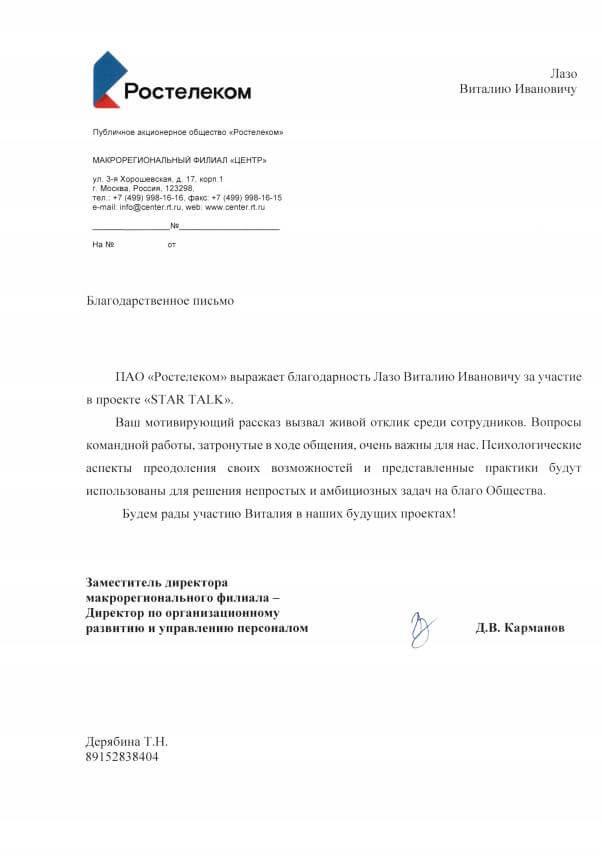 Ростелеком
Лазо
Виталию Ивановичу
Публичное акционерное общество «Ростелеком»
МАКРОРЕГИОНАЛЬНЫЙ ФИЛИАЛ «ЦЕНТР»
ул. 3-я Хорошевская, д. 17, корп.1
г. Москва, Россия, 123298,
тел.: +7 (499) 998-16-16, факс: +7 (499) 998-16-15
e-mail: info@center.rt.ru, web: www.center.rt.ru
__________________№_______________________
На № от
Благодарственное письмо
ПАО «Ростелеком» выражает благодарность Лазо Виталию Ивановичу за участие
в проекте «STAR TALK».
Ваш мотивирующий рассказ вызвал живой отклик среди сотрудников. Вопросы
командной работы, затронутые в ходе общения, очень важны для нас. Психологические
аспекты преодоления своих возможностей и представленные практики будут
использованы для решения непростых и амбициозных задач на благо Общества.
Будем рады участию Виталия в наших будущих проектах!
Заместитель директора
макрорегионального филиала –
Директор по организационному
развитию и управлению персоналом
Д.В. Карманов
Дерябина Т.Н.
89152838404